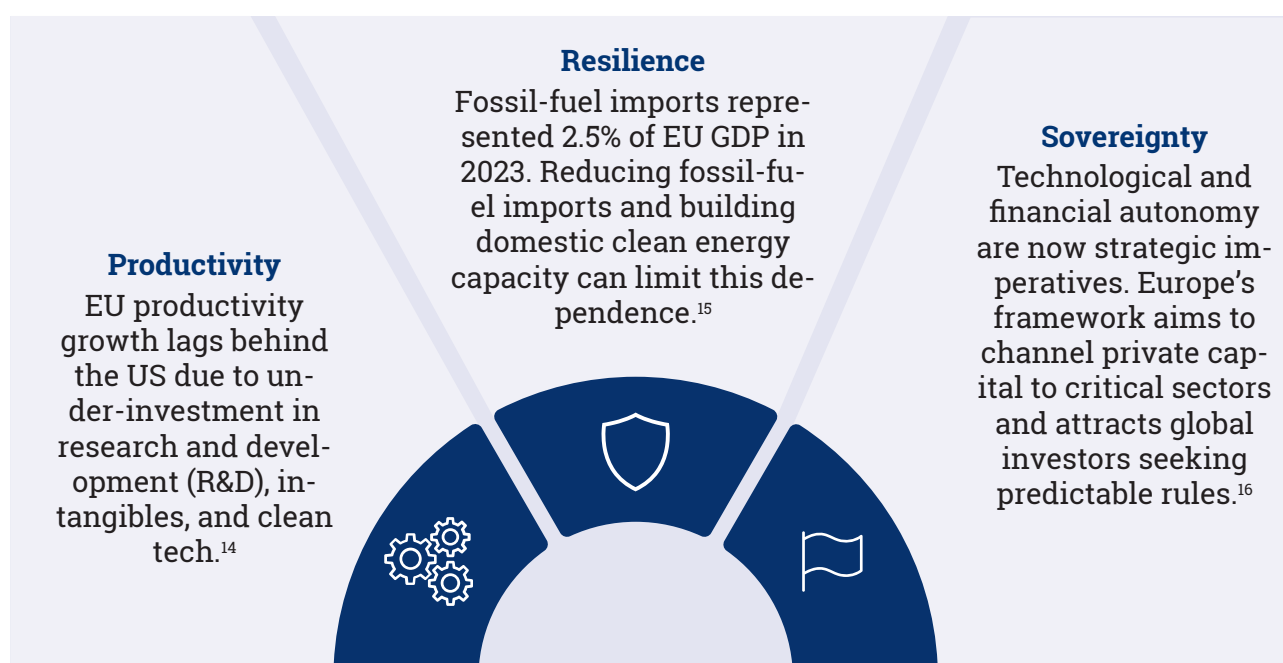 Productivity
EU productivity
growth lags behind
the US due to un-
der-investment in
research and devel-
opment (R&D), in-
tangibles, and clean
tech.14
Resilience
Fossil-fuel imports repre-
sented 2.5% of EU GDP in
2023. Reducing fossil-fu-
el imports and building
domestic clean energy
capacity can limit this de-
pendence.15
Sovereignty
Technological and
financial autonomy
are now strategic im-
peratives. Europe’s
framework aims to
channel private cap-
ital to critical sectors
and attracts global
investors seeking
predictable rules.16